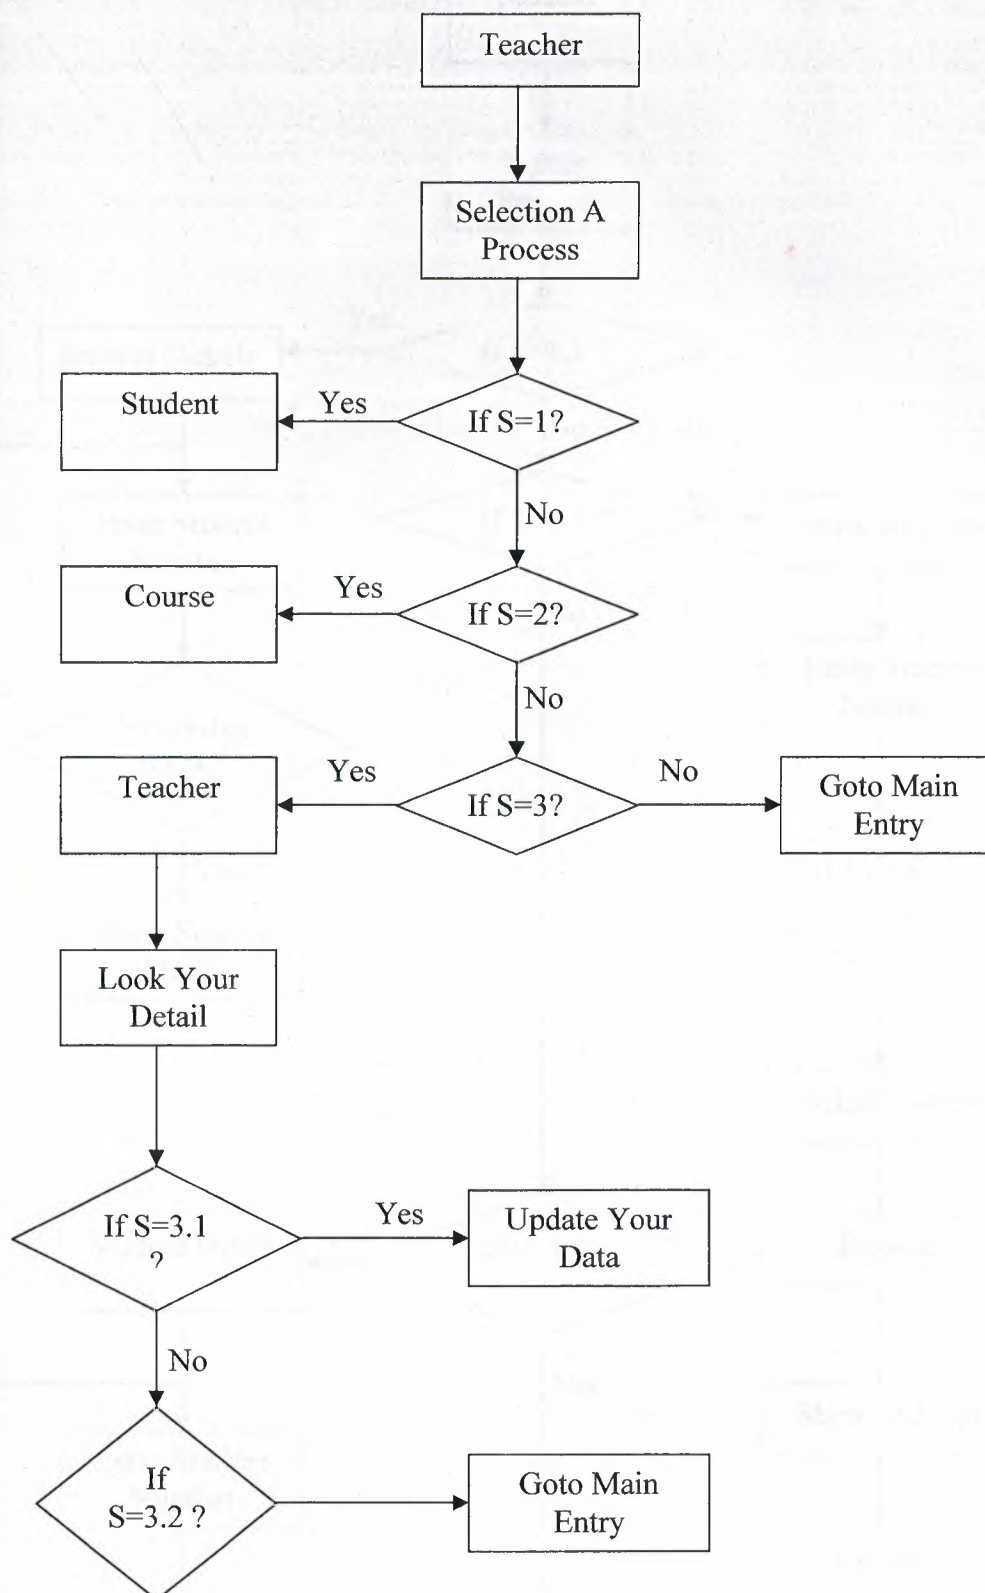 Teacher
Selection A
Process
Student
Yes
If S=1?
No
Course
Yes
If S=2?
No
Teacher
Yes
If S=3?
No
Goto Main
Entry
Look Your
Detail
If S=3.1
?
Yes
Update Your
Data
No
If
S=3.2 ?
Goto Main
Entry